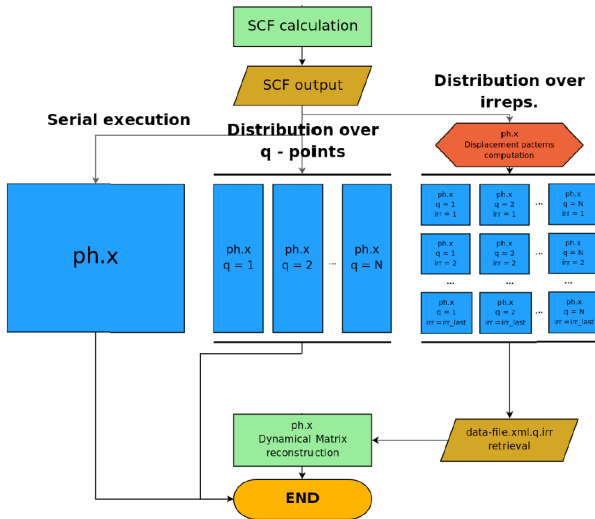 SCF calculation
SCF output
Serial execution
Distribution over
q - points
Distribution over
irreps.
ph.x
Displacement patterns
computation
ph.x
ph.x
q = 1
ph.x
q = 2
...
ph.x
q = N
ph.x
q = 1
irr = 1
ph.x
q = 2
irr = 1
...
ph.x
q = N
irr = 1
ph.x
q = 1
irr = 2
ph.x
q = 2
irr = 2
...
ph.x
q = N
irr = 2
...
...
ph.x
q = 1
irr =irr_last
ph.x
q = 2
irr =irr_last
...
ph.x
q = N
irr =irr_last
ph.x
Dynamical Matrix
reconstruction
data-file.xml.q.irr
retrieval
END